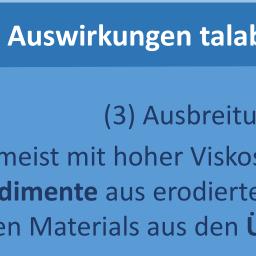 Auswirkungen talab
(3) Ausbreitu
meist mit hoher Viskos
dimente aus erodierte
en Materials aus den Ü